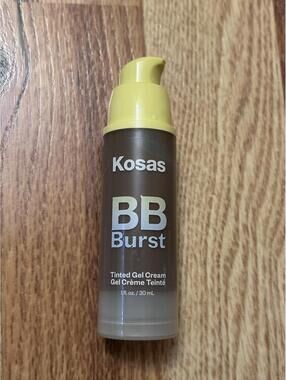 Kosas
BB
Burst
Tinted Gel Cream
Gel Crème Teinté
1 fl. oz. / 30 mL